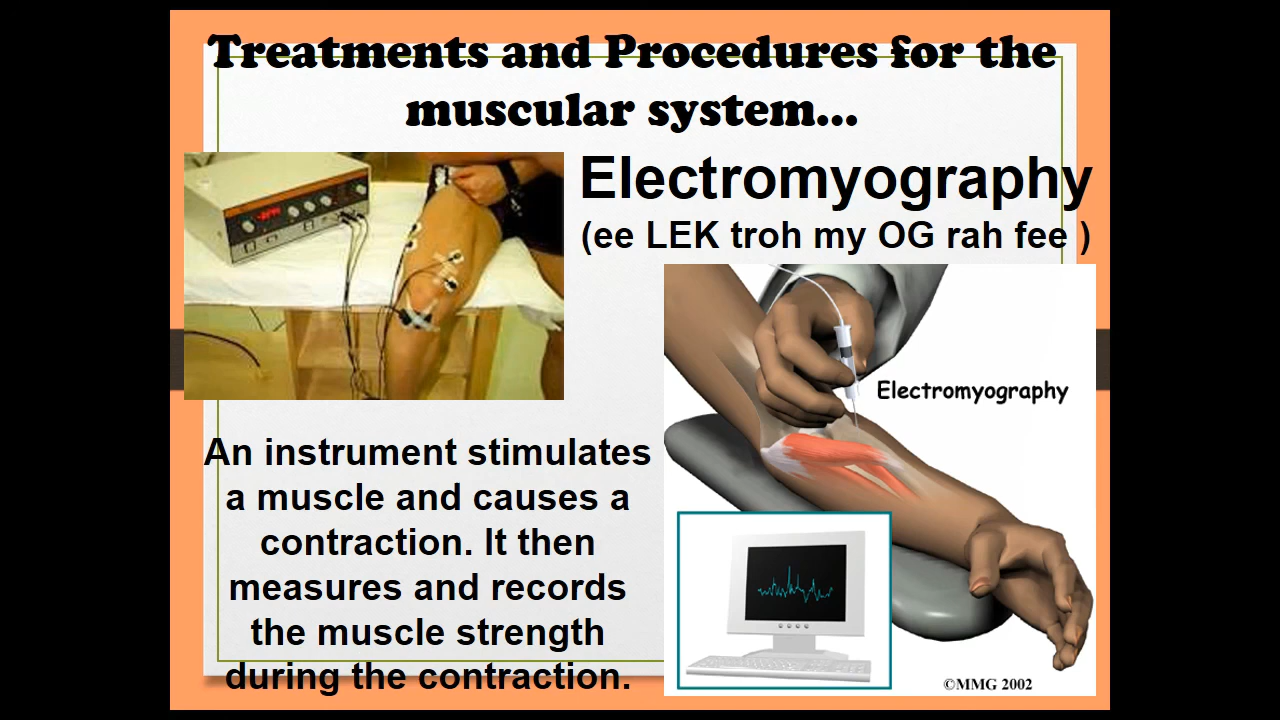 Treatments and Procedures for the
muscular system...
Electromyography
(ee LEK troh my OG rah fee )
Electromyography
An instrument stimulates
a muscle and causes a
contraction. It then
measures and records
the muscle strength
during the contraction.
©MMG 2002